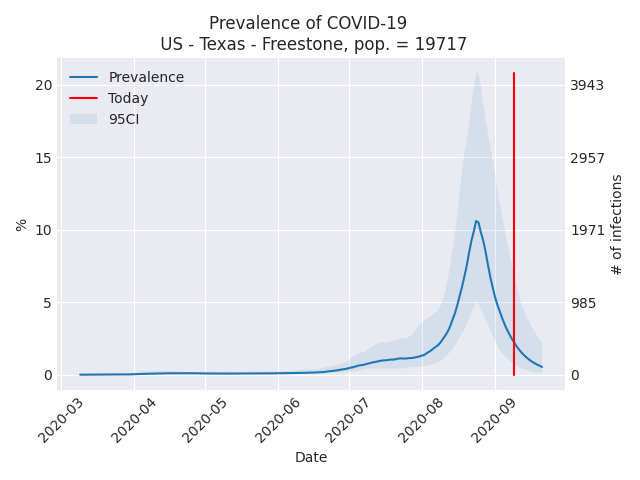 Prevalence of COVID-19
US - Texas - Freestone, pop. = 19717
Prevalence
Today
95CI
20
15
10
5
0
%
3943
2957
1971
985
0
# of infections
2020-03
2020-04
2020-05
2020-06
2020-07
2020-08
2020-09
Date